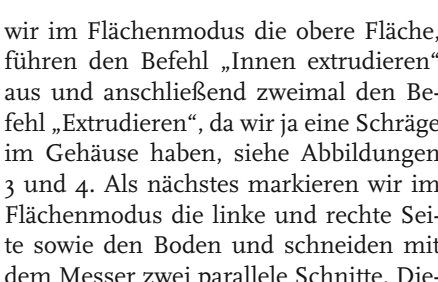 wir im Flächenmodus die obere Fläche,
führen den Befehl „Innen extrudieren“
aus und anschließend zweimal den Be-
fehl „Extrudieren“, da wir ja eine Schräge
im Gehäuse haben, siehe Abbildungen
3 und 4. Als nächstes markieren wir im
Flächenmodus die linke und rechte Sei-
te sowie den Boden und schneiden mit
dem Messer zwei parallele Schnitte. Die-